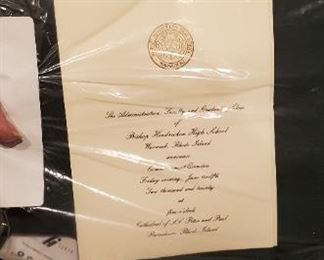 The Administration, Faculty and Graduating Class
of
Bishop Hendricken High School
Warwick, Rhode Island
announce
Commencement Exercises
Friday evening, June twelfth
Two thousand and twenty
at
five o'clock
Cathedral of SS. Peter and Paul
Providence, Rhode Island